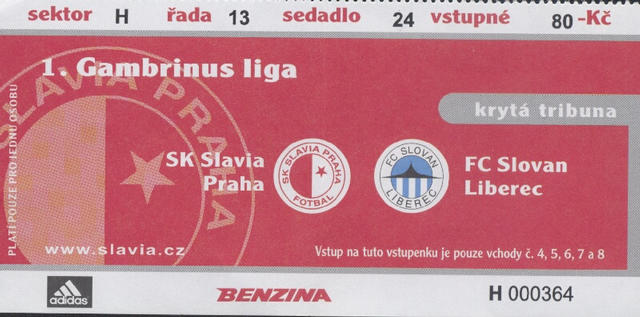 sektor H řada 13 sedadlo 24 vstupné 80-Kč
1. Gambrinus liga
krytá tribuna
SLAVIA PRAHA
PLATÍ POUZE PRO JEDNU OSOBU
SK Slavia
Praha
SK SLAVIA PRAHA
FOTBAL
FC SLOVAN
LIBEREC
FC Slovan
Liberec
www.slavia.cz
Vstup na tuto vstupenku je pouze vchody č. 4, 5, 6, 7 a 8
adidas
BENZINA
H 000364